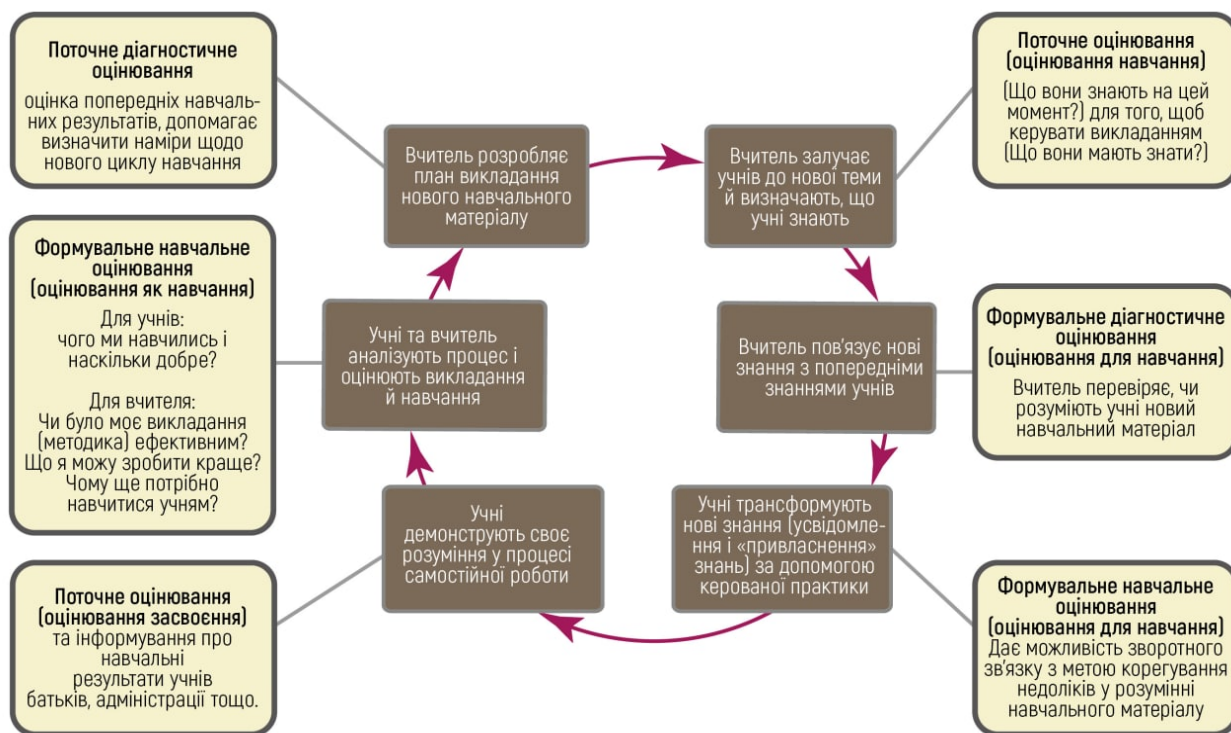 Поточне діагностичне
оцінювання
оцінка попередніх навчаль-
них результатів, допомагає
визначити наміри щодо
нового циклу навчання
Вчитель розробляє
план викладання
нового навчального
матеріалу
Вчитель залучає
учнів до нової теми
й визначають, що
учні знають
Поточне оцінювання
(оцінювання навчання)
(Що вони знають на цей
момент?) для того, щоб
керувати викладанням
(Що вони мають знати?)
Формувальне навчальне
оцінювання
(оцінювання як навчання)
Для учнів:
чого ми навчились і
наскільки добре?
Для вчителя:
Чи було моє викладання
(методика) ефективним?
Що я можу зробити краще?
Чому ще потрібно
навчитися учням?
Учні та вчитель
аналізують процес і
оцінюють викладання
й навчання
Вчитель пов'язує нові
знання з попередніми
знаннями учнів
Формувальне діагностичне
оцінювання
(оцінювання для навчання)
Вчитель перевіряє, чи
розуміють учні новий
навчальний матеріал
Поточне оцінювання
(оцінювання засвоєння)
та інформування про
навчальні
результати учнів
батьків, адміністрації тощо.
Учні
демонструють своє
розуміння у процесі
самостійної роботи
Учні трансформують
нові знання (усвідомле-
ння і «привласнення»
знань) за допомогою
керованої практики
Формувальне навчальне
оцінювання
(оцінювання для навчання)
Дає можливість зворотного
зв'язку з метою корегування
недоліків у розумінні
навчального матеріалу